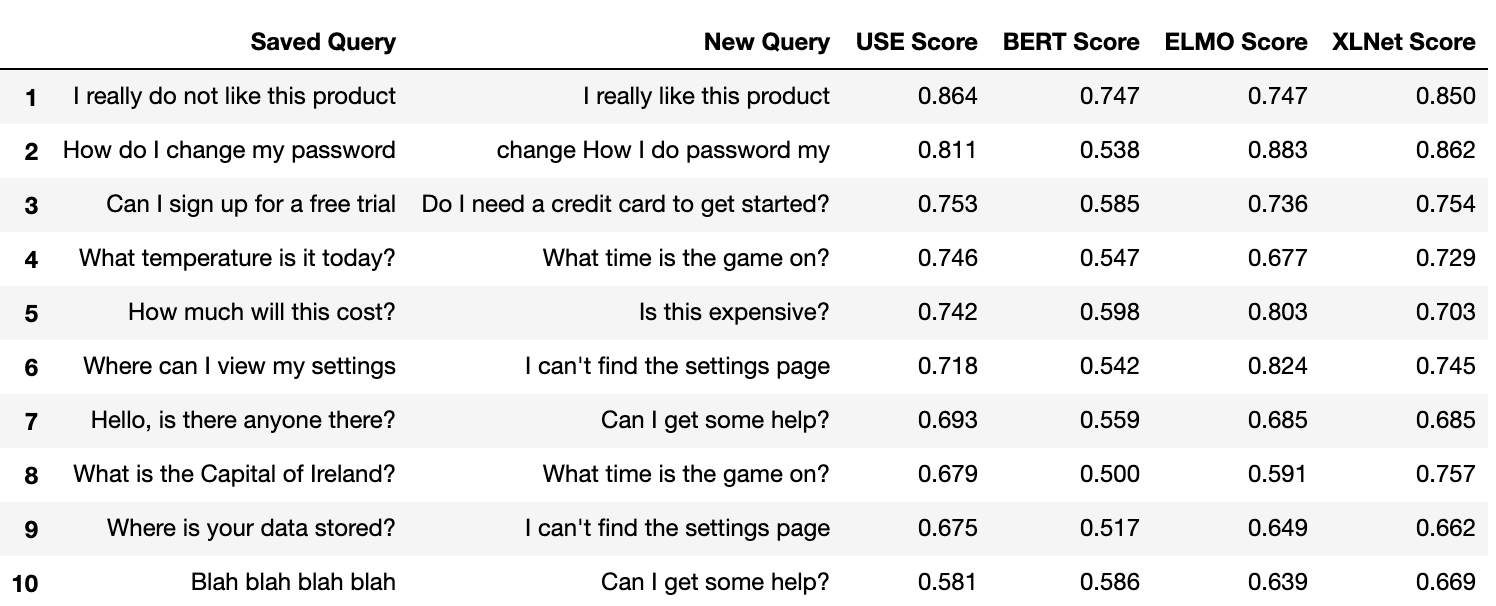 Saved Query New Query USE Score BERT Score ELMO Score XLNet Score
1 I really do not like this product I really like this product 0.864 0.747 0.747 0.850
2 How do I change my password change How I do password my 0.811 0.538 0.883 0.862
3 Can I sign up for a free trial Do I need a credit card to get started? 0.753 0.585 0.736 0.754
4 What temperature is it today? What time is the game on? 0.746 0.547 0.677 0.729
5 How much will this cost? Is this expensive? 0.742 0.598 0.803 0.703
6 Where can I view my settings I can't find the settings page 0.718 0.542 0.824 0.745
7 Hello, is there anyone there? Can I get some help? 0.693 0.559 0.685 0.685
8 What is the Capital of Ireland? What time is the game on? 0.679 0.500 0.591 0.757
9 Where is your data stored? I can't find the settings page 0.675 0.517 0.649 0.662
10 Blah blah blah blah Can I get some help? 0.581 0.586 0.639 0.669